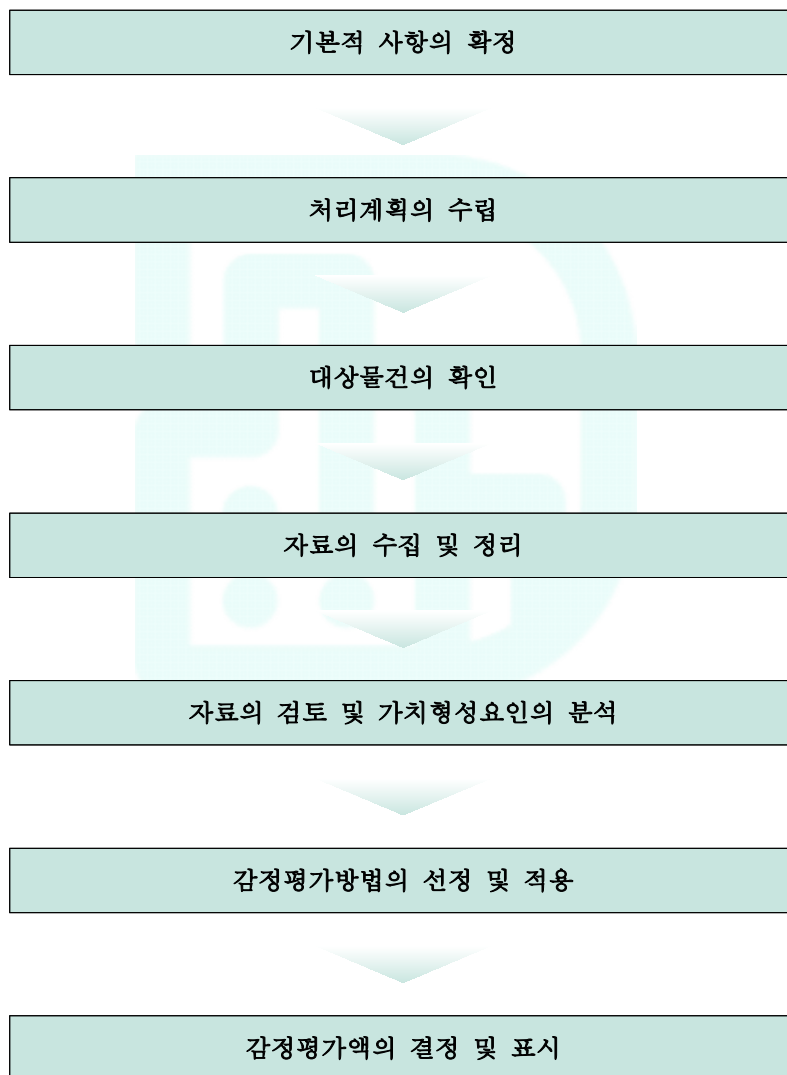 기본적 사항의 확정
처리계획의 수립
대상물건의 확인
자료의 수집 및 정리
자료의 검토 및 가치형성요인의 분석
감정평가방법의 선정 및 적용
감정평가액의 결정 및 표시